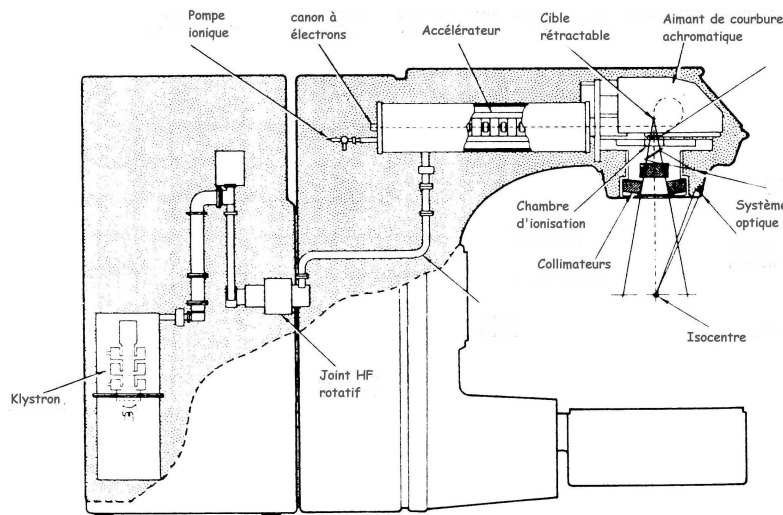 Pompe
ionique
canon à
électrons
Accélérateur
Cible
rétractable
Aimant de courbure
achromatique
Chambre
d'ionisation
Système
optique
Collimateurs
Isocentre
Joint HF
rotatif
Klystron